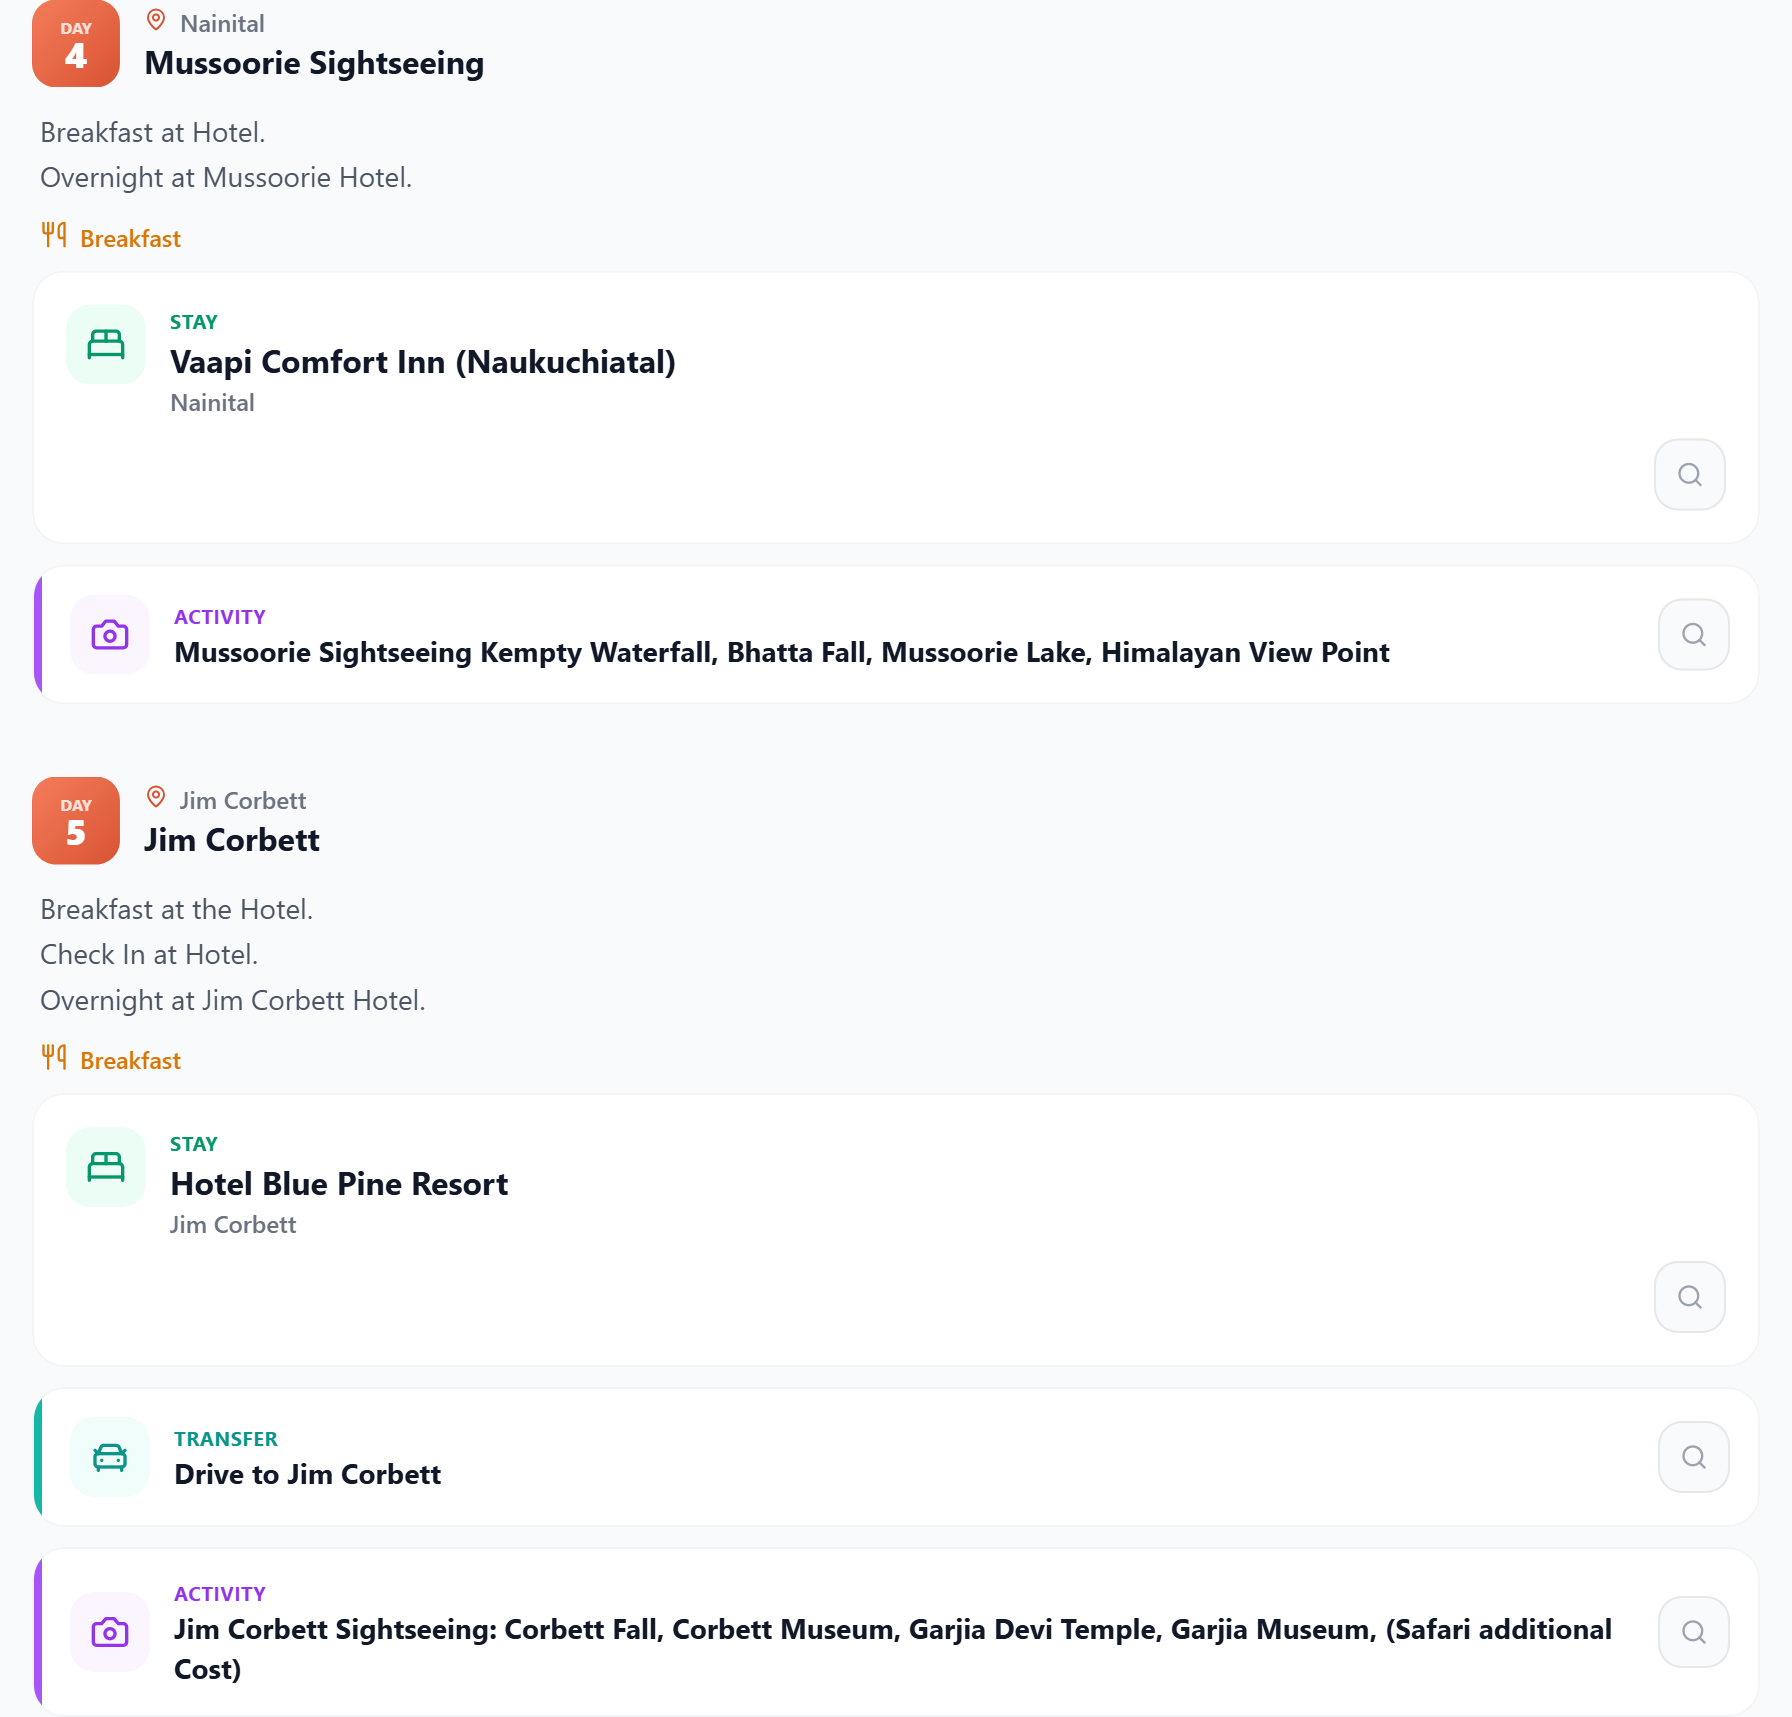 DAY
4
Nainital
Mussoorie Sightseeing
Breakfast at Hotel.
Overnight at Mussoorie Hotel.
Breakfast
STAY
Vaapi Comfort Inn (Naukuchiatal)
Nainital
ACTIVITY
Mussoorie Sightseeing Kempty Waterfall, Bhatta Fall, Mussoorie Lake, Himalayan View Point
DAY
5
Jim Corbett
Jim Corbett
Breakfast at the Hotel.
Check In at Hotel.
Overnight at Jim Corbett Hotel.
Breakfast
STAY
Hotel Blue Pine Resort
Jim Corbett
TRANSFER
Drive to Jim Corbett
ACTIVITY
Jim Corbett Sightseeing: Corbett Fall, Corbett Museum, Garjia Devi Temple, Garjia Museum, (Safari additional
Cost)